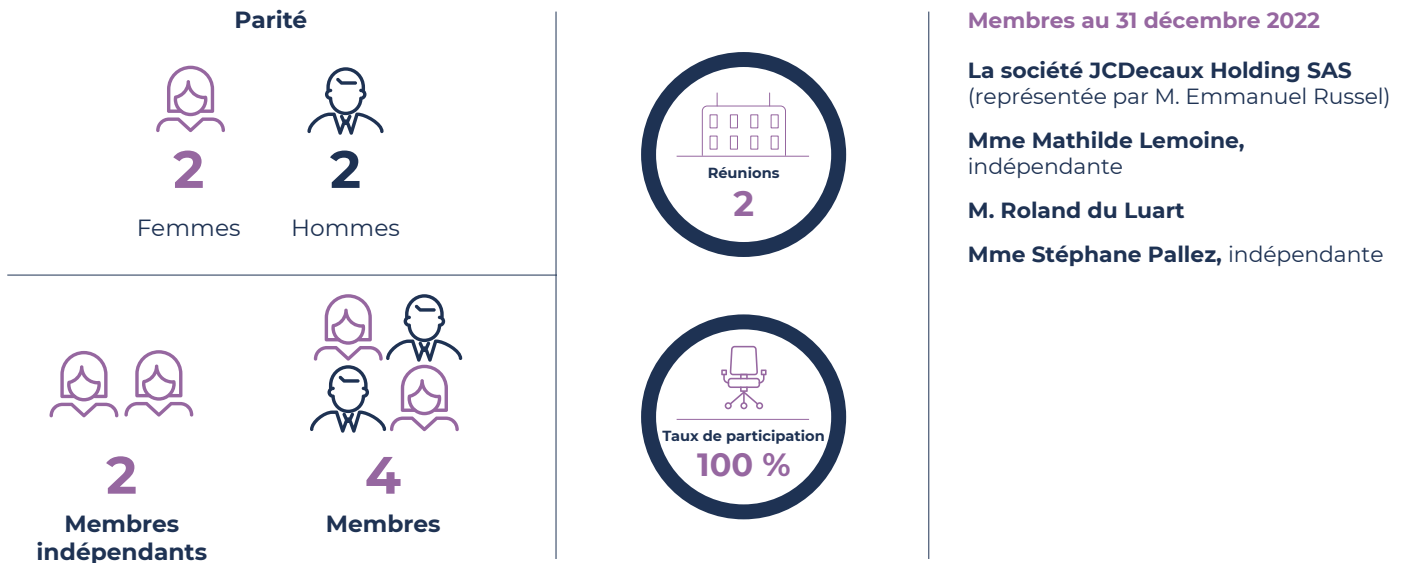 Parité
2
2
Femmes
Hommes
2
Membres
indépendants
4
Membres
Réunions
2
Taux de participation
100 %
Membres au 31 décembre 2022
La société JCDecaux Holding SAS
(représentée par M. Emmanuel Russel)
Mme Mathilde Lemoine,
indépendante
M. Roland du Luart
Mme Stéphane Pallez, indépendante